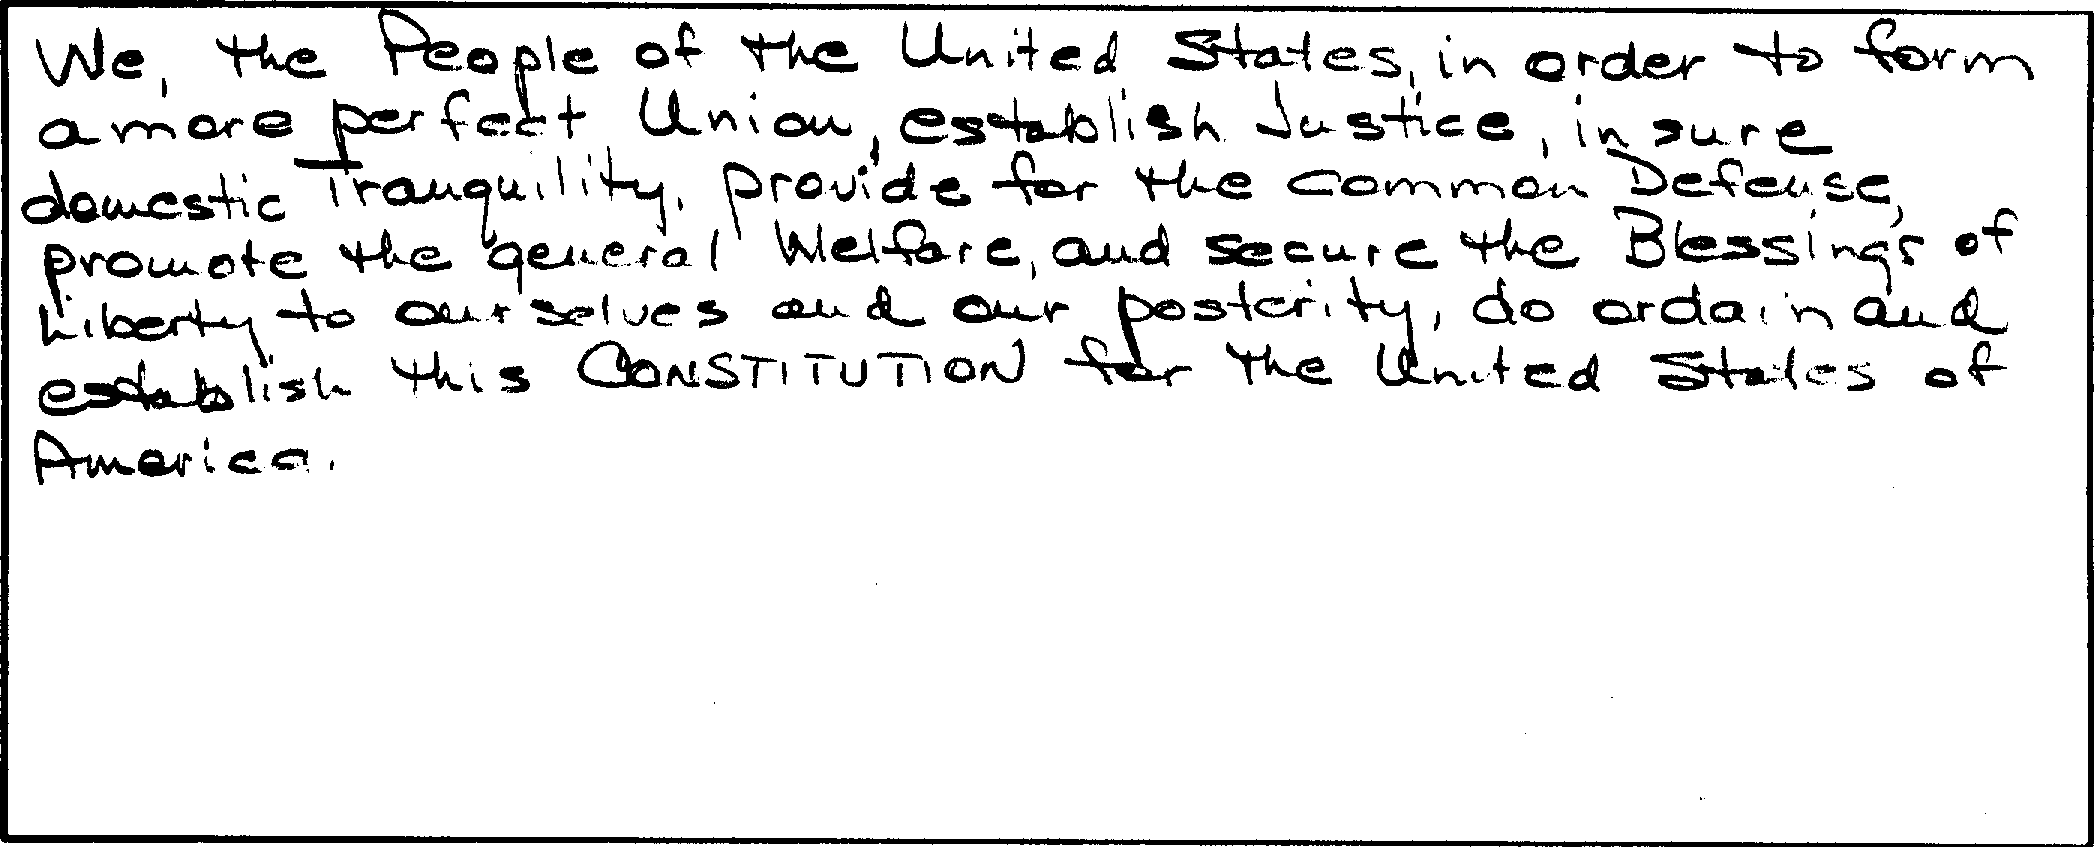 We, the People of the United States, in order to form
a more perfect Union, establish Justice, insure
domestic Tranquility, provide for the common Defense,
promote the general Welfare, and secure the Blessings of
Liberty to ourselves and our posterity, do ordain and
establish this CONSTITUTION for the United States of
America.